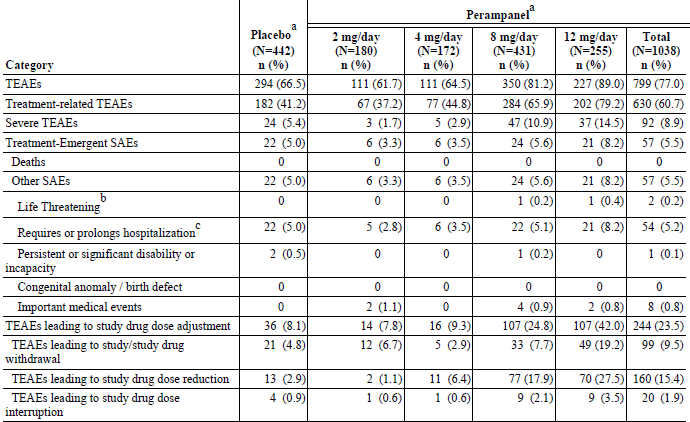 Perampanel a
Placebo a 2 mg/day 4 mg/day 8 mg/day 12 mg/day Total
(N=442) (N=180) (N=172) (N=431) (N=255) (N=1038)
Category n (%) n (%) n (%) n (%) n (%) n (%)
TEAEs 294 (66.5) 111 (61.7) 111 (64.5) 350 (81.2) 227 (89.0) 799 (77.0)
Treatment-related TEAEs 182 (41.2) 67 (37.2) 77 (44.8) 284 (65.9) 202 (79.2) 630 (60.7)
Severe TEAEs 24 (5.4) 3 (1.7) 5 (2.9) 47 (10.9) 37 (14.5) 92 (8.9)
Treatment-Emergent SAEs 22 (5.0) 6 (3.3) 6 (3.5) 24 (5.6) 21 (8.2) 57 (5.5)
Deaths 0 0 0 0 0 0
Other SAEs 22 (5.0) 6 (3.3) 6 (3.5) 24 (5.6) 21 (8.2) 57 (5.5)
Life Threatening b 0 0 0 1 (0.2) 1 (0.4) 2 (0.2)
Requires or prolongs hospitalization c 22 (5.0) 5 (2.8) 6 (3.5) 22 (5.1) 21 (8.2) 54 (5.2)
Persistent or significant disability or 2 (0.5) 0 0 1 (0.2) 0 1 (0.1)
incapacity
Congenital anomaly / birth defect 0 0 0 0 0 0
Important medical events 0 2 (1.1) 0 4 (0.9) 2 (0.8) 8 (0.8)
TEAEs leading to study drug dose adjustment 36 (8.1) 14 (7.8) 16 (9.3) 107 (24.8) 107 (42.0) 244 (23.5)
TEAEs leading to study/study drug 21 (4.8) 12 (6.7) 5 (2.9) 33 (7.7) 49 (19.2) 99 (9.5)
withdrawal
TEAEs leading to study drug dose reduction 13 (2.9) 2 (1.1) 11 (6.4) 77 (17.9) 70 (27.5) 160 (15.4)
TEAEs leading to study drug dose 4 (0.9) 1 (0.6) 1 (0.6) 9 (2.1) 9 (3.5) 20 (1.9)
interruption